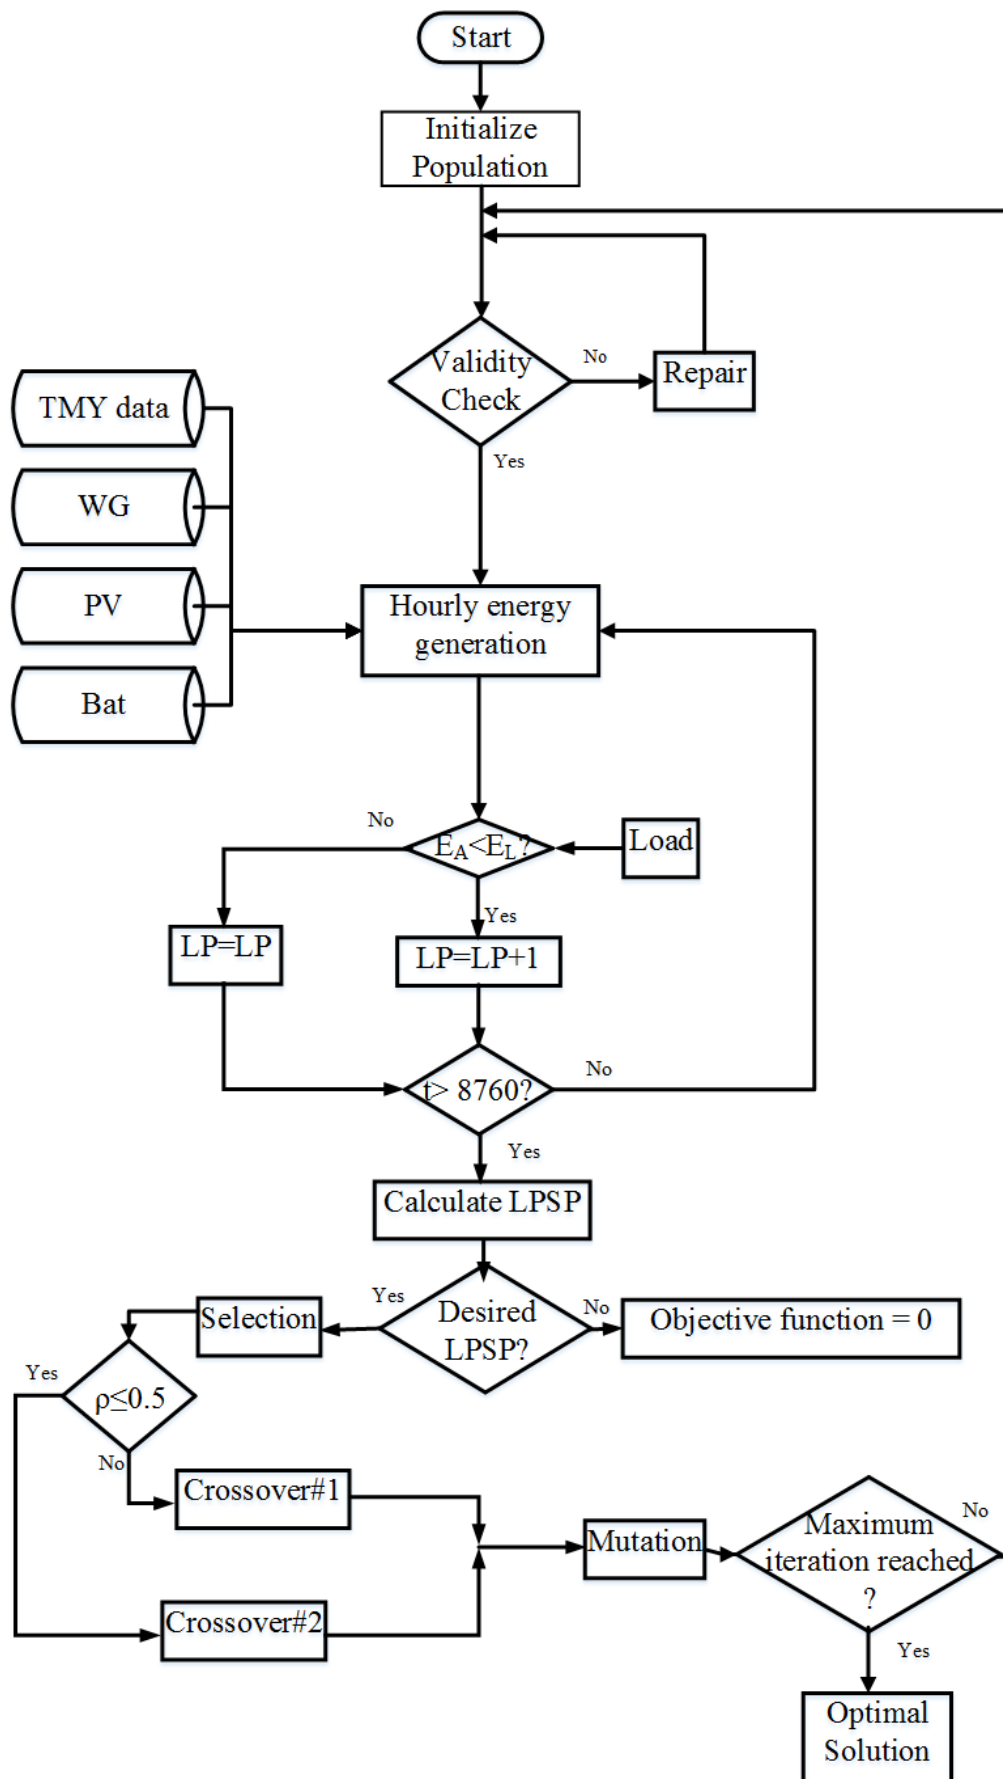 Start
Initialize
Population
Validity
Check
No
Repair
Yes
TMY data
WG
PV
Bat
Hourly energy
generation
No
E_A<E_L?
Load
Yes
LP=LP
LP=LP+1
t> 8760?
No
Yes
Calculate LPSP
Yes
Desired
LPSP?
No
Objective function = 0
Selection
Yes
ρ≤0.5
No
Crossover#1
Crossover#2
Mutation
Maximum
iteration reached
?
No
Yes
Optimal
Solution